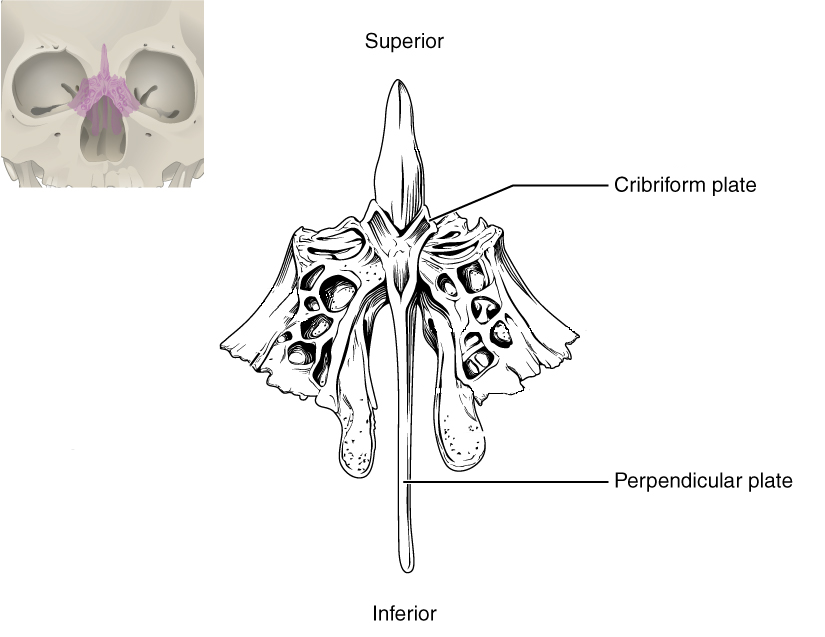 Superior
Cribriform plate
Perpendicular plate
Inferior